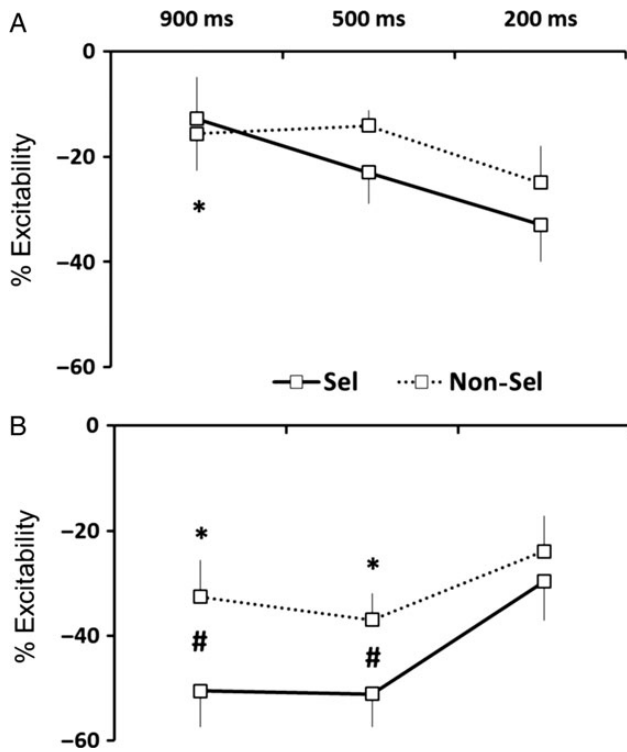 A
900 ms 500 ms 200 ms
0
−20
−40
−60
% Excitability
*
Sel Non-Sel
B
0
−20
−40
−60
% Excitability
* *
# #